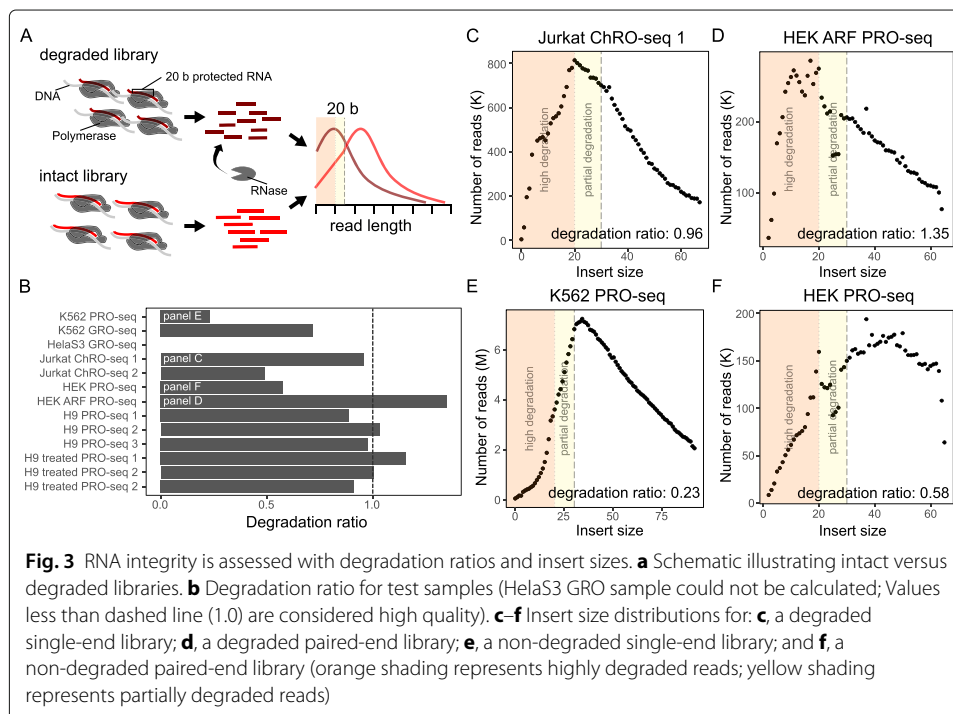 A
degraded library
20 b protected RNA
DNA
Polymerase
RNase
intact library
20 b
read length
B
K562 PRO-seq
panel E
K562 GRO-seq
HelaS3 GRO-seq
Jurkat ChRO-seq 1
panel C
Jurkat ChRO-seq 2
HEK PRO-seq
panel F
HEK ARF PRO-seq
panel D
H9 PRO-seq 1
H9 PRO-seq 2
H9 PRO-seq 3
H9 treated PRO-seq 1
H9 treated PRO-seq 2
H9 treated PRO-seq 2
0.0
0.5
1.0
Degradation ratio
C
Jurkat ChRO-seq 1
Number of reads (K)
800
600
400
200
0
high degradation
partial degradation
degradation ratio: 0.96
0
20
40
60
Insert size
D
HEK ARF PRO-seq
Number of reads (K)
200
100
high degradation
partial degradation
degradation ratio: 1.35
0
20
40
60
Insert size
E
K562 PRO-seq
Number of reads (M)
6
4
2
0
high degradation
partial degradation
degradation ratio: 0.23
0
25
50
75
Insert size
F
HEK PRO-seq
Number of reads (K)
200
150
100
50
0
high degradation
partial degradation
degradation ratio: 0.58
0
20
40
60
Insert size
Fig. 3 RNA integrity is assessed with degradation ratios and insert sizes. a Schematic illustrating intact versus
degraded libraries. b Degradation ratio for test samples (HelaS3 GRO sample could not be calculated; Values
less than dashed line (1.0) are considered high quality). c–f Insert size distributions for: c, a degraded
single-end library; d, a degraded paired-end library; e, a non-degraded single-end library; and f, a
non-degraded paired-end library (orange shading represents highly degraded reads; yellow shading
represents partially degraded reads)